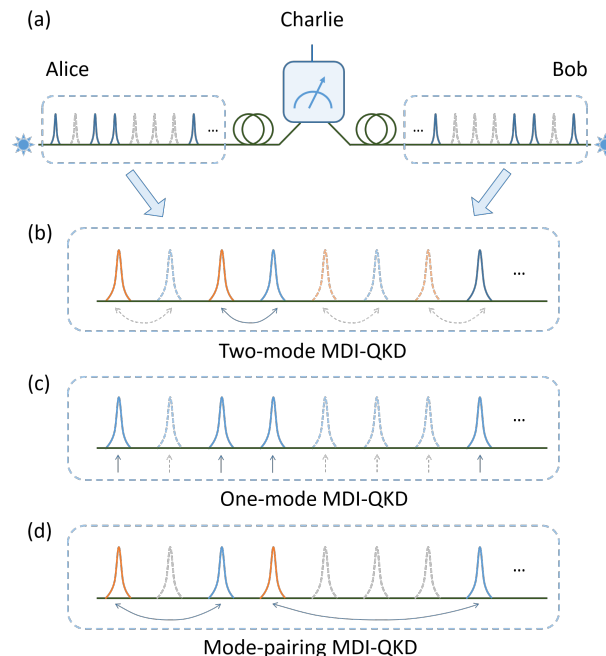 (a)
Charlie
Alice
Bob
...
...
(b)
...
Two-mode MDI-QKD
(c)
...
One-mode MDI-QKD
(d)
...
Mode-pairing MDI-QKD